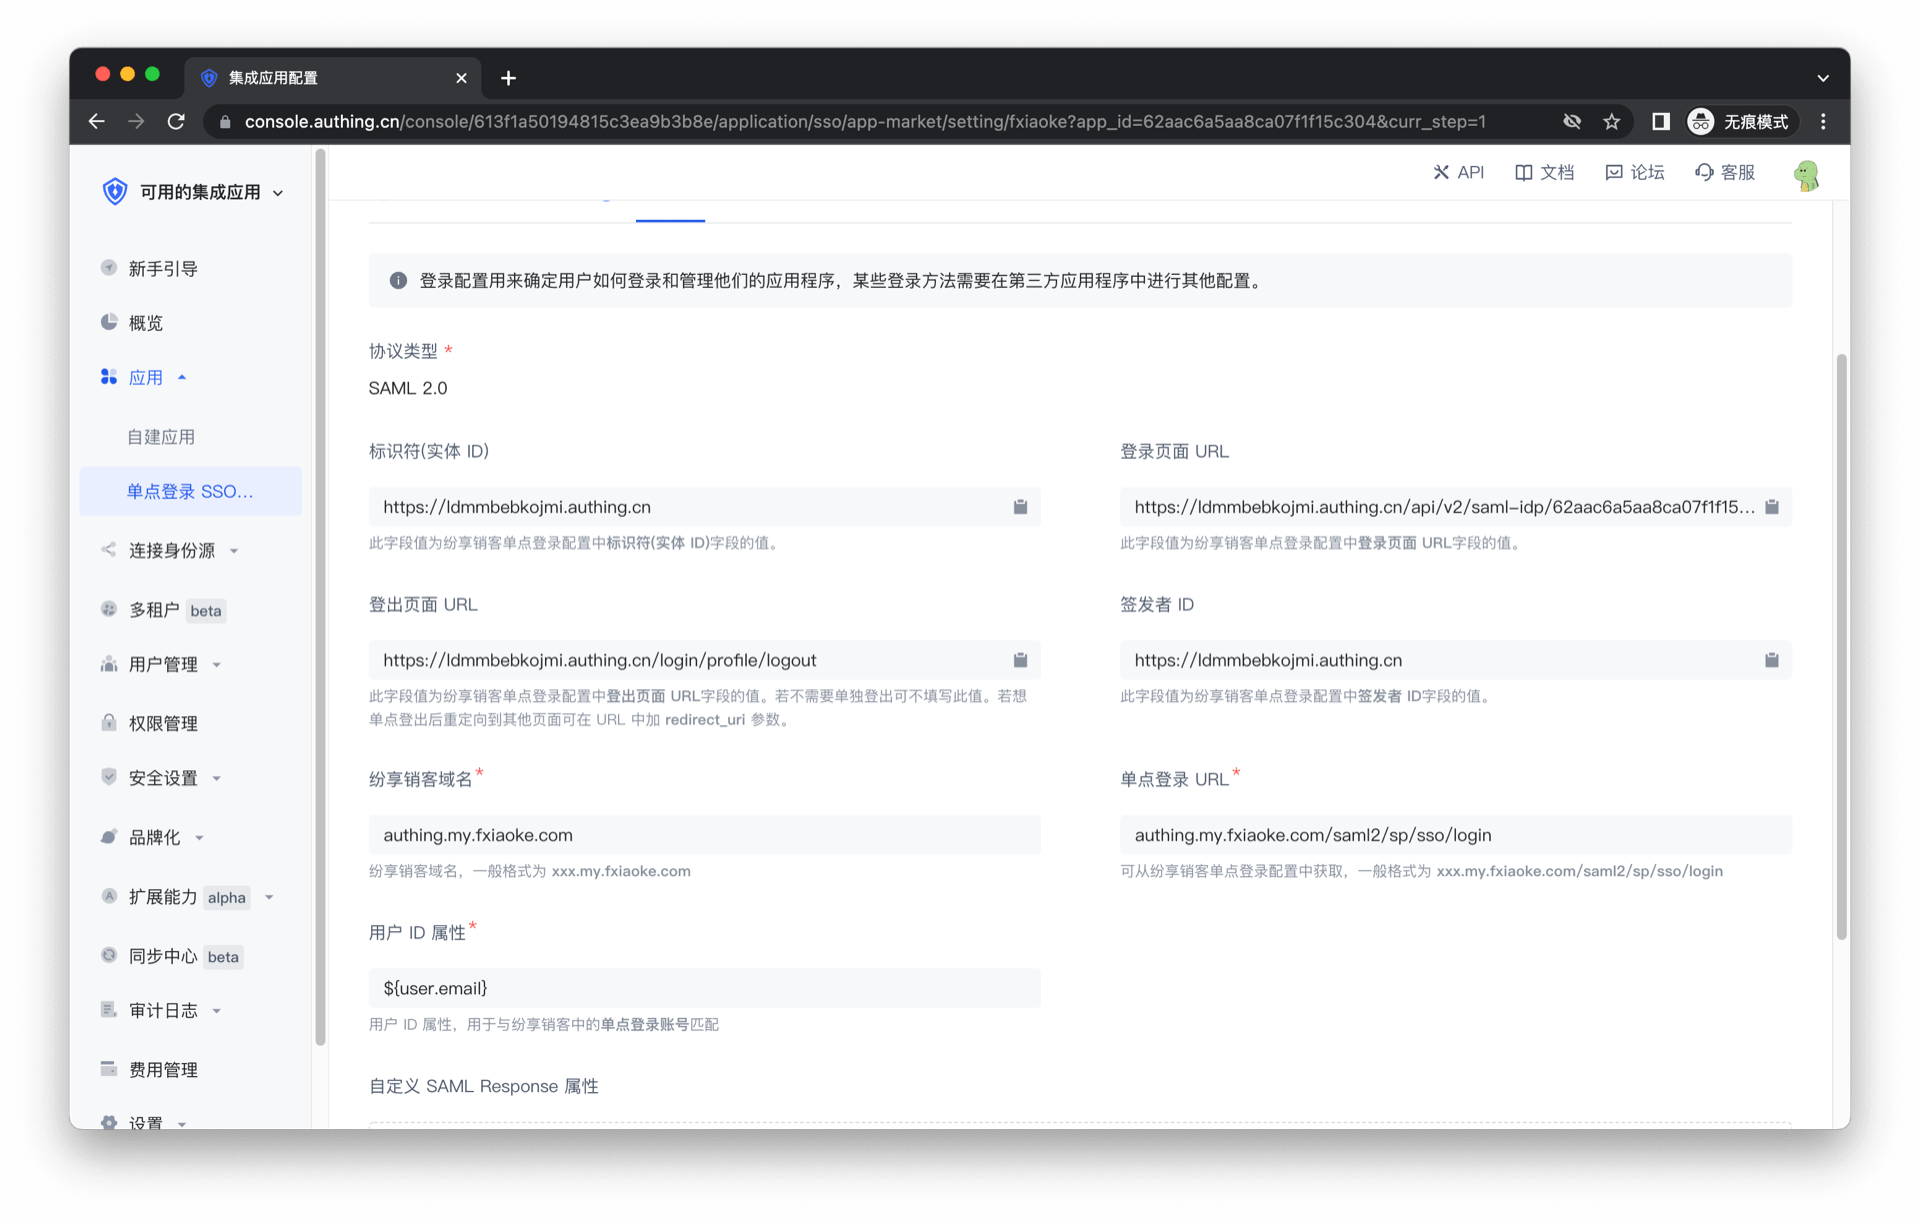 集成应用配置
console.authing.cn/console/613f1a50194815c3ea9b3b8e/application/sso/app-market/setting/fxiaoke?app_id=62aac6a5aa8ca07f1f15c304&curr_step=1
无痕模式
可用的集成应用
API 文档 论坛 客服
新手引导
概览
应用
自建应用
单点登录 SSO...
连接身份源
多租户 beta
用户管理
权限管理
安全设置
品牌化
扩展能力 alpha
同步中心 beta
审计日志
费用管理
设置
登录配置用来确定用户如何登录和管理他们的应用程序，某些登录方法需要在第三方应用程序中进行其他配置。
协议类型 *
SAML 2.0
标识符(实体 ID)
https://ldmmbebkojmi.authing.cn
此字段值为纷享销客单点登录配置中标识符(实体 ID)字段的值。
登录页面 URL
https://ldmmbebkojmi.authing.cn/api/v2/saml-idp/62aac6a5aa8ca07f1f15...
此字段值为纷享销客单点登录配置中登录页面 URL字段的值。
登出页面 URL
https://ldmmbebkojmi.authing.cn/login/profile/logout
此字段值为纷享销客单点登录配置中登出页面 URL字段的值。若不需要单独登出可不填写此值。若想
单点登出后重定向到其他页面可在 URL 中加 redirect_uri 参数。
签发者 ID
https://ldmmbebkojmi.authing.cn
此字段值为纷享销客单点登录配置中签发者 ID字段的值。
纷享销客域名*
authing.my.fxiaoke.com
纷享销客域名，一般格式为 xxx.my.fxiaoke.com
单点登录 URL*
authing.my.fxiaoke.com/saml2/sp/sso/login
可从纷享销客单点登录配置中获取，一般格式为 xxx.my.fxiaoke.com/saml2/sp/sso/login
用户 ID 属性*
${user.email}
用户 ID 属性，用于与纷享销客中的单点登录账号匹配
自定义 SAML Response 属性